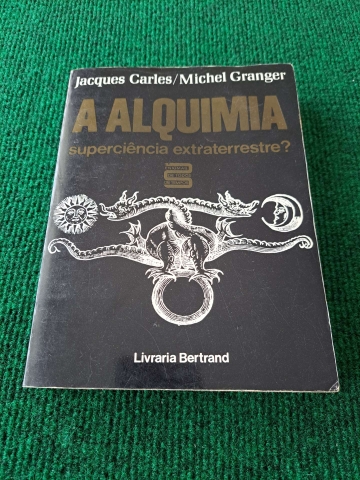 Jacques Carles/Michel Granger
A ALQUIMIA
superciência extraterrestre?
Livraria Bertrand